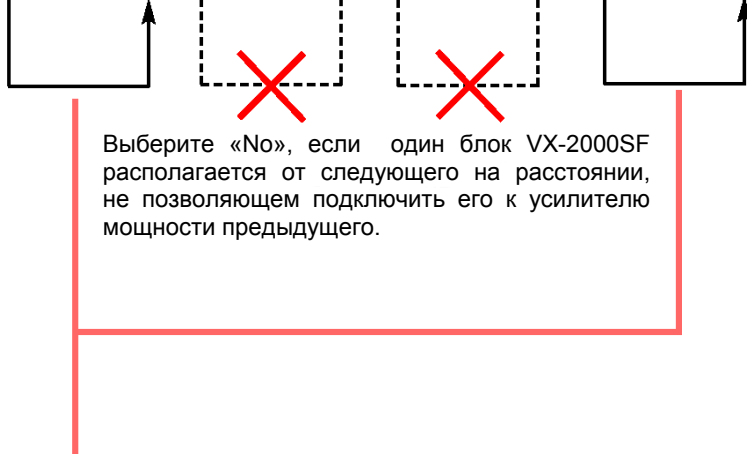 Выберите «No», если один блок VX-2000SF
располагается от следующего на расстоянии,
не позволяющем подключить его к усилителю
мощности предыдущего.